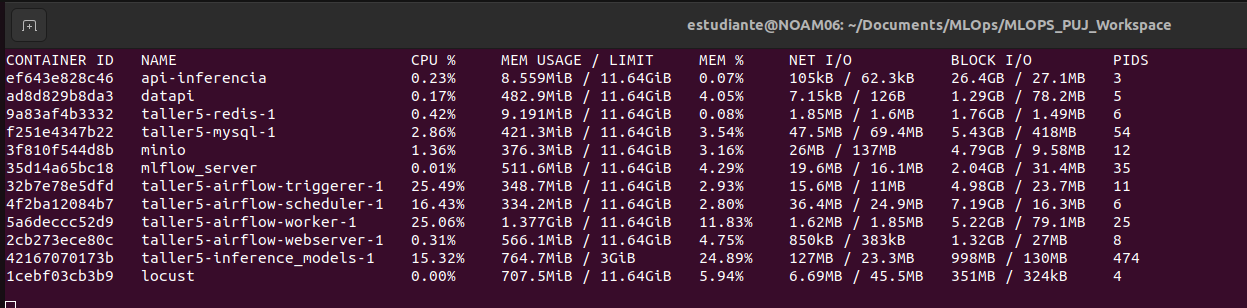 estudiante@NOAM06: ~/Documents/MLOps/MLOPS_PUJ_Workspace
CONTAINER ID NAME CPU % MEM USAGE / LIMIT MEM % NET I/O BLOCK I/O PIDS
ef643e828c46 api-inferencia 0.23% 8.559MiB / 11.64GiB 0.07% 105kB / 62.3kB 26.4GB / 27.1MB 3
ad8d829b8da3 datapi 0.17% 482.9MiB / 11.64GiB 4.05% 7.15kB / 126B 1.29GB / 78.2MB 5
9a83af4b3332 taller5-redis-1 0.42% 9.191MiB / 11.64GiB 0.08% 1.85MB / 1.6MB 1.76GB / 1.49MB 6
f251e4347b22 taller5-mysql-1 2.86% 421.3MiB / 11.64GiB 3.54% 47.5MB / 69.4MB 5.43GB / 418MB 54
3f810f544d8b minio 1.36% 376.3MiB / 11.64GiB 3.16% 26MB / 137MB 4.79GB / 9.58MB 12
35d14a65bc18 mlflow_server 0.01% 511.6MiB / 11.64GiB 4.29% 19.6MB / 16.1MB 2.04GB / 31.4MB 35
32b7e78e5dfd taller5-airflow-triggerer-1 25.49% 348.7MiB / 11.64GiB 2.93% 15.6MB / 11MB 4.98GB / 23.7MB 11
4f2ba12084b7 taller5-airflow-scheduler-1 16.43% 334.2MiB / 11.64GiB 2.80% 36.4MB / 24.9MB 7.19GB / 16.3MB 6
5a6deccc52d9 taller5-airflow-worker-1 25.06% 1.377GiB / 11.64GiB 11.83% 1.62MB / 1.85MB 5.22GB / 79.1MB 25
2cb273ece80c taller5-airflow-webserver-1 0.31% 566.1MiB / 11.64GiB 4.75% 850kB / 383kB 1.32GB / 27MB 8
42167070173b taller5-inference_models-1 15.32% 764.7MiB / 3GiB 24.89% 127MB / 23.3MB 998MB / 130MB 474
1cebf03cb3b9 locust 0.00% 707.5MiB / 11.64GiB 5.94% 6.69MB / 45.5MB 351MB / 324kB 4